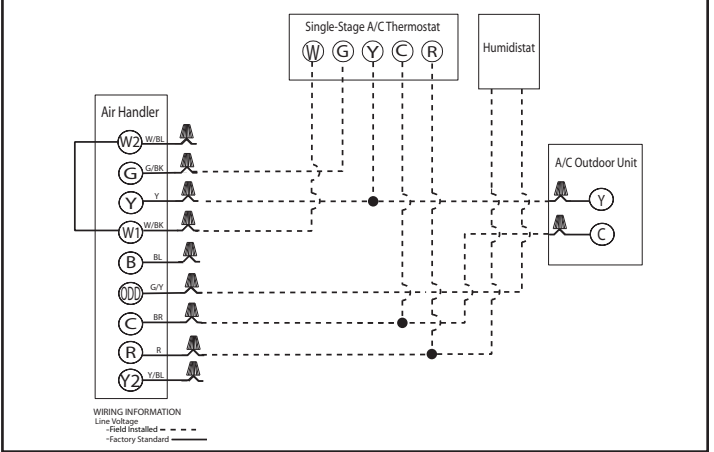 Single-Stage A/C Thermostat
W G Y C R
Humidistat
Air Handler
W2 W/BL
G G/BK
Y Y
W1 W/BK
B BL
ODD G/Y
C BR
R R
Y2 Y/BL
A/C Outdoor Unit
Y
C
WIRING INFORMATION
Line Voltage
-Field Installed
-Factory Standard